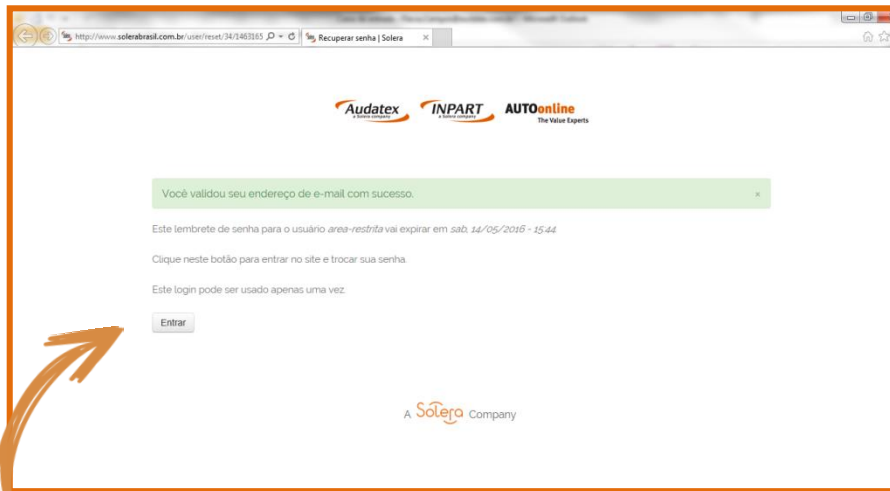 http://www.solerabrasil.com.br/user/reset/34/1463165
Recuperar senha | Solera
Audatex
a Solera company
INPART
a Solera company
AUTOonline
The Value Experts
Você validou seu endereço de e-mail com sucesso. ×
Este lembrete de senha para o usuário area-restrita vai expirar em sab, 14/05/2016 - 15:44
Clique neste botão para entrar no site e trocar sua senha.
Este login pode ser usado apenas uma vez.
Entrar
A Solera Company